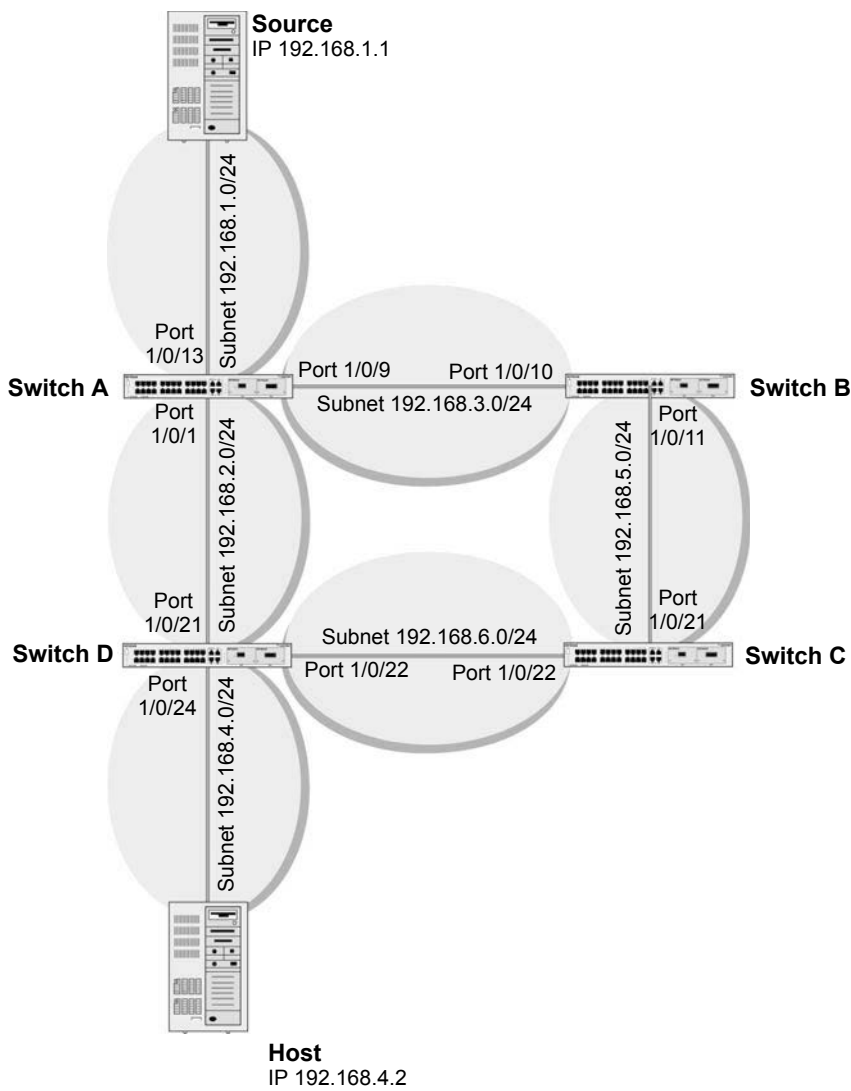 Source
IP 192.168.1.1
Subnet 192.168.1.0/24
Port
1/0/13
Switch A
Port 1/0/9
Port 1/0/10
Subnet 192.168.3.0/24
Switch B
Port
1/0/1
Port
1/0/11
Subnet 192.168.2.0/24
Subnet 192.168.5.0/24
Port
1/0/21
Port
1/0/21
Switch D
Subnet 192.168.6.0/24
Port 1/0/22
Port 1/0/22
Switch C
Port
1/0/24
Subnet 192.168.4.0/24
Host
IP 192.168.4.2